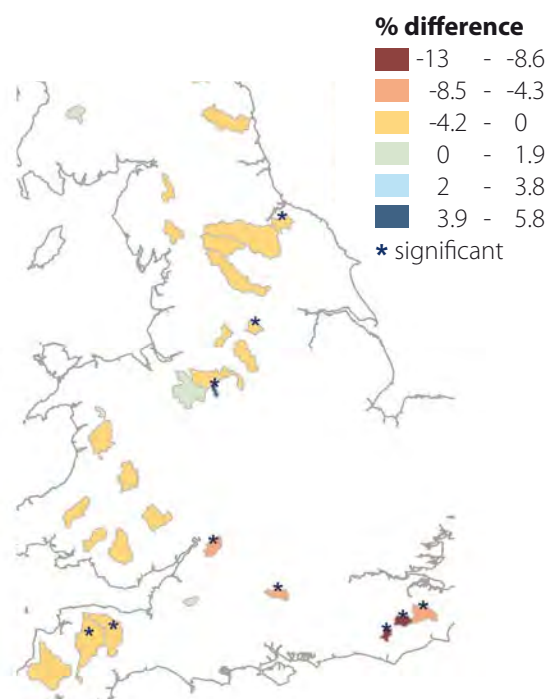 % difference
-13 - -8.6
-8.5 - -4.3
-4.2 - 0
0 - 1.9
2 - 3.8
3.9 - 5.8
* significant